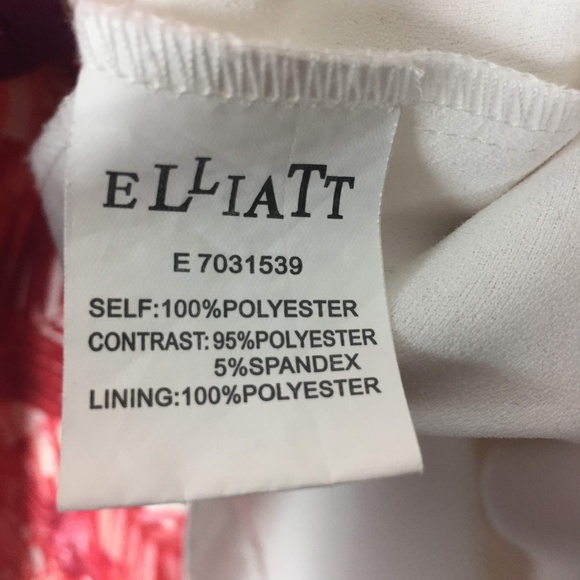 ELLIATT
E 7031539
SELF:100%POLYESTER
CONTRAST:95%POLYESTER
5%SPANDEX
LINING:100%POLYESTER